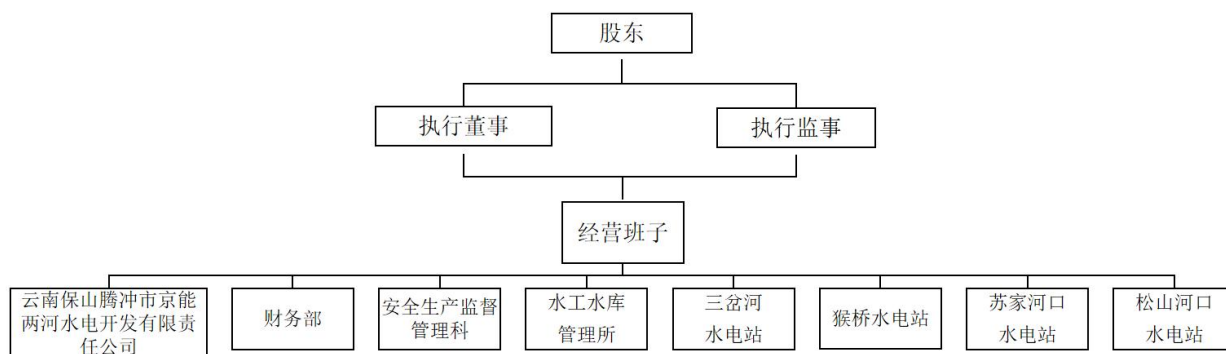 股东
执行董事
执行监事
经营班子
云南保山腾冲市京能
两河水电开发有限责
任公司
财务部
安全生产监督
管理科
水工水库
管理所
三岔河
水电站
猴桥水电站
苏家河口
水电站
松山河口
水电站